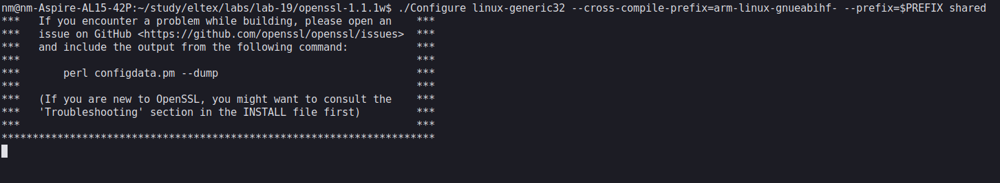 nm@nm-Aspire-AL15-42P:~/study/eltex/labs/lab-19/openssl-1.1.1w$ ./Configure linux-generic32 --cross-compile-prefix=arm-linux-gnueabihf- --prefix=$PREFIX shared
***   If you encounter a problem while building, please open an    ***
***   issue on GitHub <https://github.com/openssl/openssl/issues>  ***
***   and include the output from the following command:           ***
***                                                                ***
***       perl configdata.pm --dump                                ***
***                                                                ***
***   (If you are new to OpenSSL, you might want to consult the    ***
***   'Troubleshooting' section in the INSTALL file first)         ***
***                                                                ***
**********************************************************************